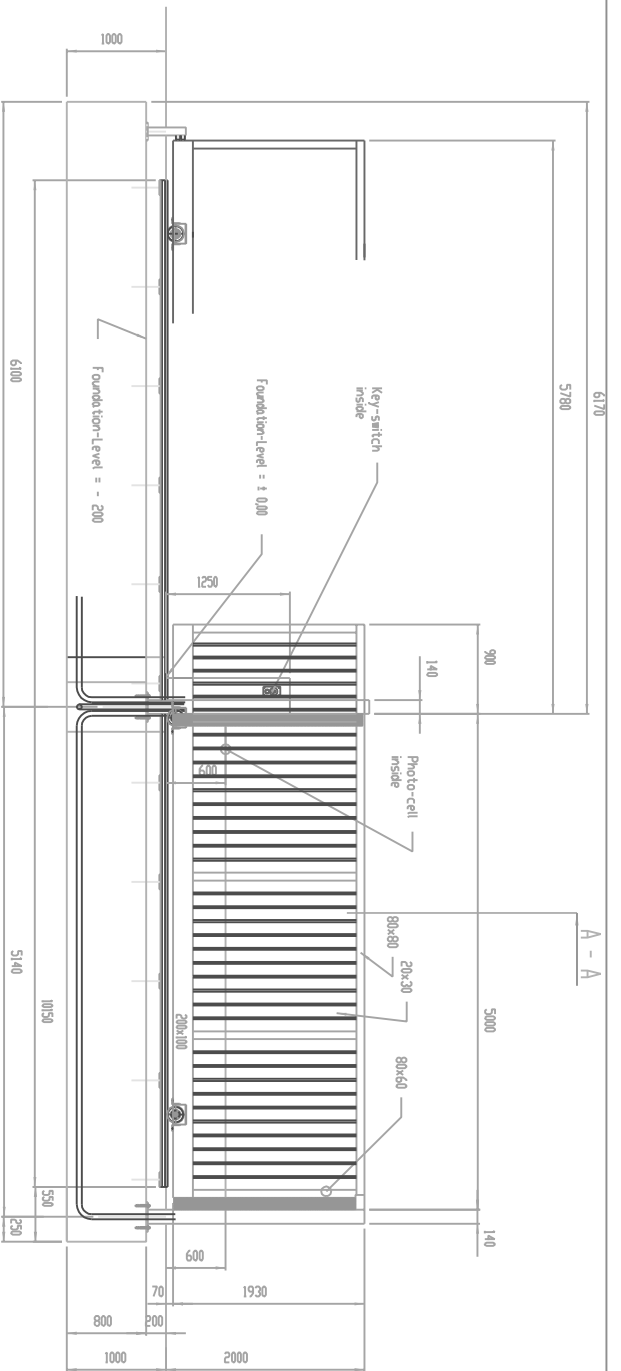 6170
5780
A - A
900
140
5000
140
Key-switch
inside
Photo-cell
inside
80x80
20x30
80x60
Foundation-Level = ± 0,00
1250
600
200x100
600
1930
70
2000
1000
Foundation-Level = - 200
800
200
1000
6100
5140
10150
550
250